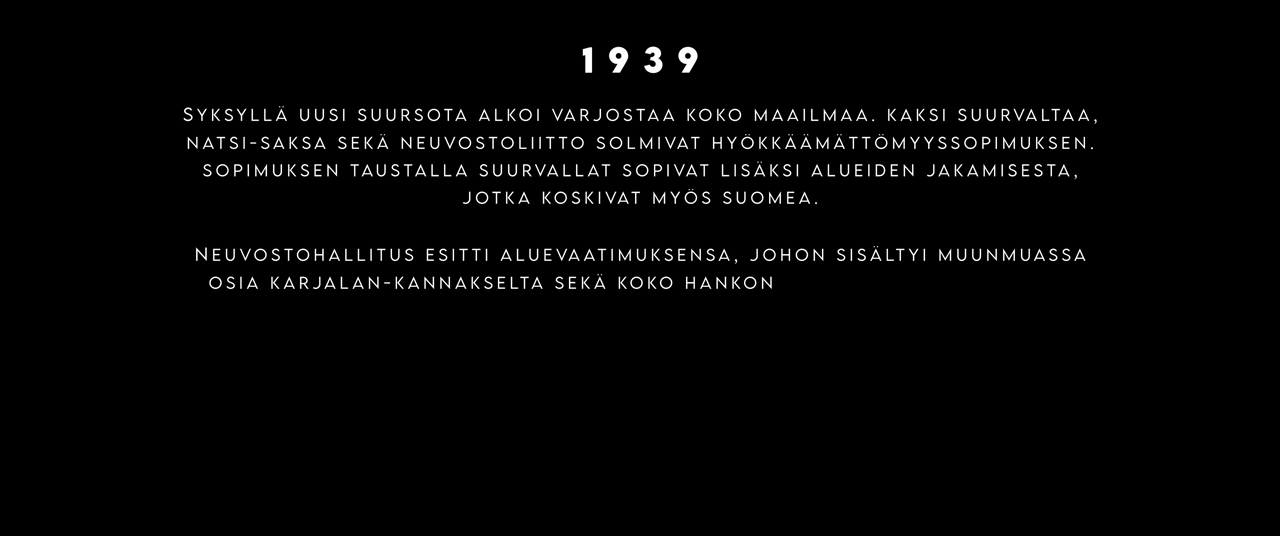 1939
SYKSYLLÄ UUSI SUURSOTA ALKOI VARJOSTAA KOKO MAAILMAA. KAKSI SUURVALTAA,
NATSI-SAKSA SEKÄ NEUVOSTOLIITTO SOLMIVAT HYÖKKÄÄMÄTTÖMYYSSOPIMUKSEN.
SOPIMUKSEN TAUSTALLA SUURVALLAT SOPIVAT LISÄKSI ALUEIDEN JAKAMISESTA,
JOTKA KOSKIVAT MYÖS SUOMEA.
NEUVOSTOHALLITUS ESITTI ALUEVAATIMUKSENSA, JOHON SISÄLTYI MUUNMUASSA
OSIA KARJALAN-KANNAKSELTA SEKÄ KOKO HANKON